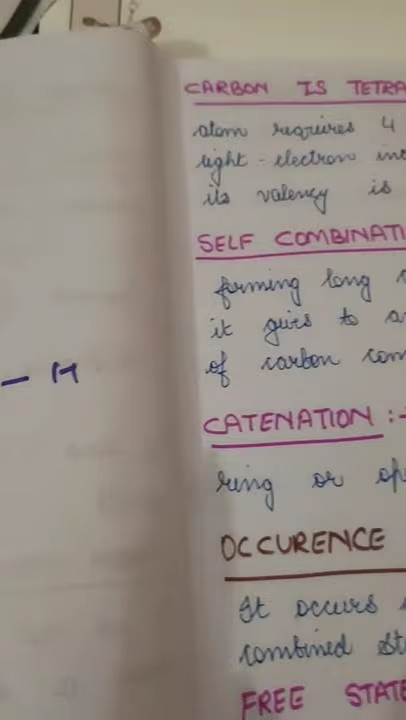 CARBON IS TETRA
atom requires 4
eight-electron in
its valency is
SELF COMBINATI
forming long
it gives to a
of carbon com
- H
CATENATION :-
ring or op
OCCURENCE
It occurs
combined st
FREE STATE